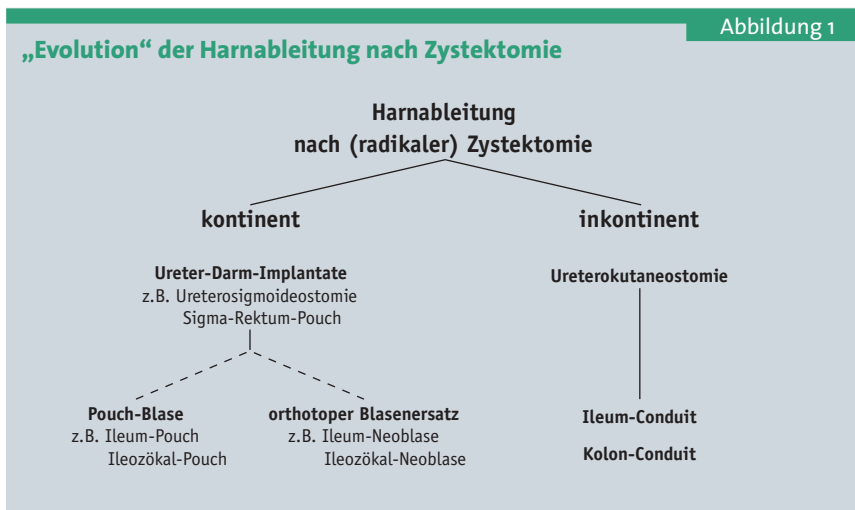 Abbildung 1
„Evolution“ der Harnableitung nach Zystektomie
Harnableitung
nach (radikaler) Zystektomie
kontinent
inkontinent
Ureter-Darm-Implantate
z.B. Ureterosigmoideostomie
Sigma-Rektum-Pouch
Ureterokutaneostomie
Pouch-Blase
z.B. Ileum-Pouch
Ileozökal-Pouch
orthotoper Blasenersatz
z.B. Ileum-Neoblase
Ileozökal-Neoblase
Ileum-Conduit
Kolon-Conduit